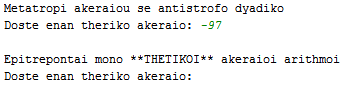 Metatropi akeraiou se antistrofo dyadiko
Doste enan theriko akeraio: -97
Epitrepontai mono **THETIKOI** akeraioi arithmoi
Doste enan theriko akeraio: